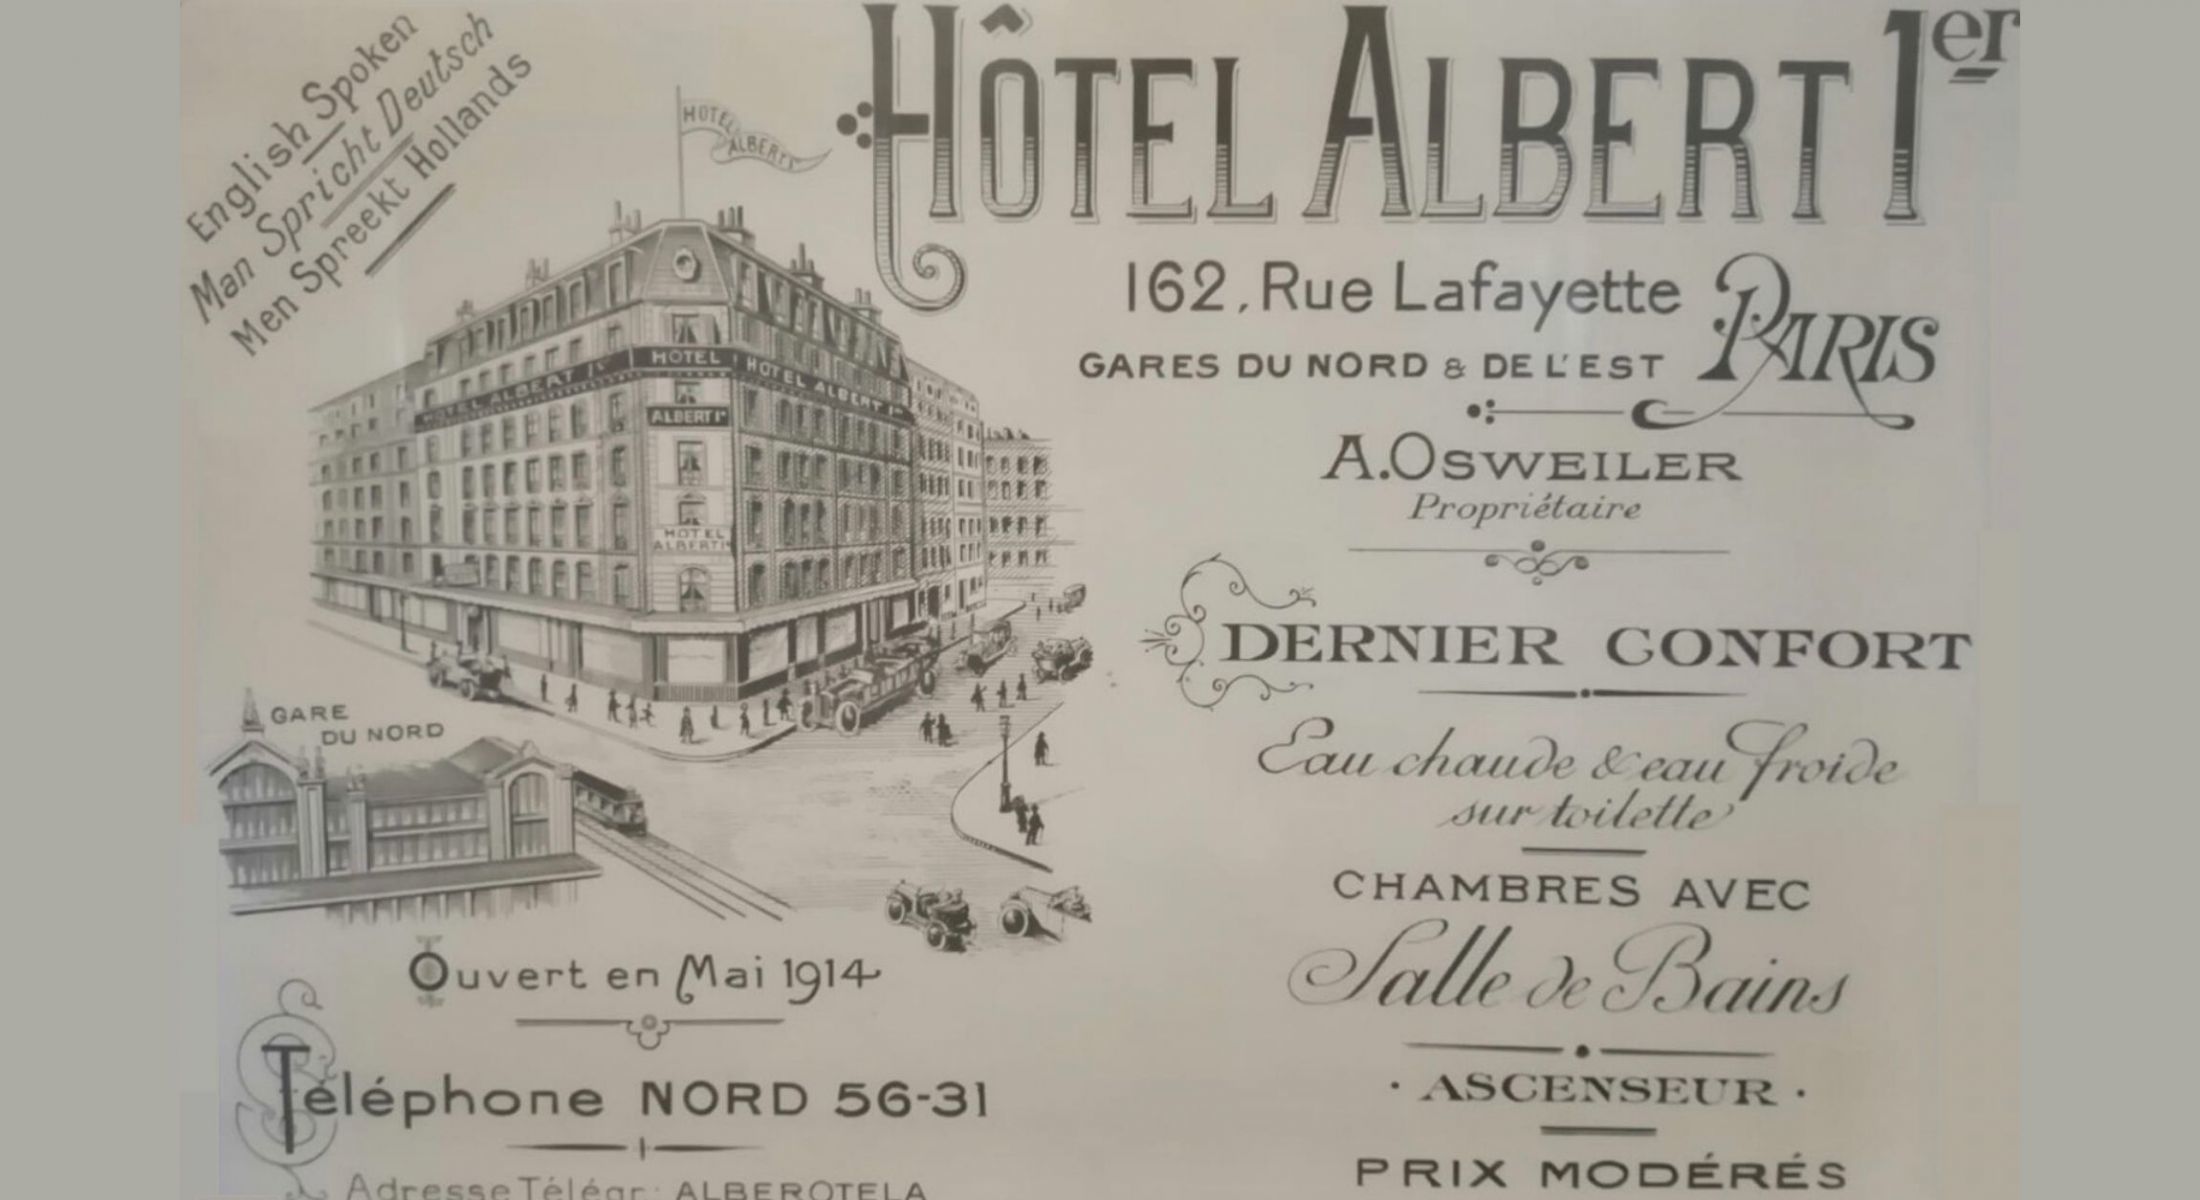 English Spoken
Man Spricht Deutsch
Men Spreekt Hollands
HOTEL
ALBERT 1er
HÔTEL ALBERT 1er
162, Rue Lafayette
PARIS
GARES DU NORD & DE L'EST
A. OSWEILER
Propriétaire
HOTEL ALBERT 1er
HOTEL
HOTEL ALBERT 1er
ALBERT 1er
HOTEL
ALBERT 1er
DERNIER CONFORT
Eau chaude & eau froide
sur toilette
CHAMBRES AVEC
Salle de Bains
· ASCENSEUR ·
PRIX MODÉRÉS
GARE
DU NORD
Ouvert en Mai 1914
Téléphone NORD 56-31
Adresse Télégr: ALBEROTELA